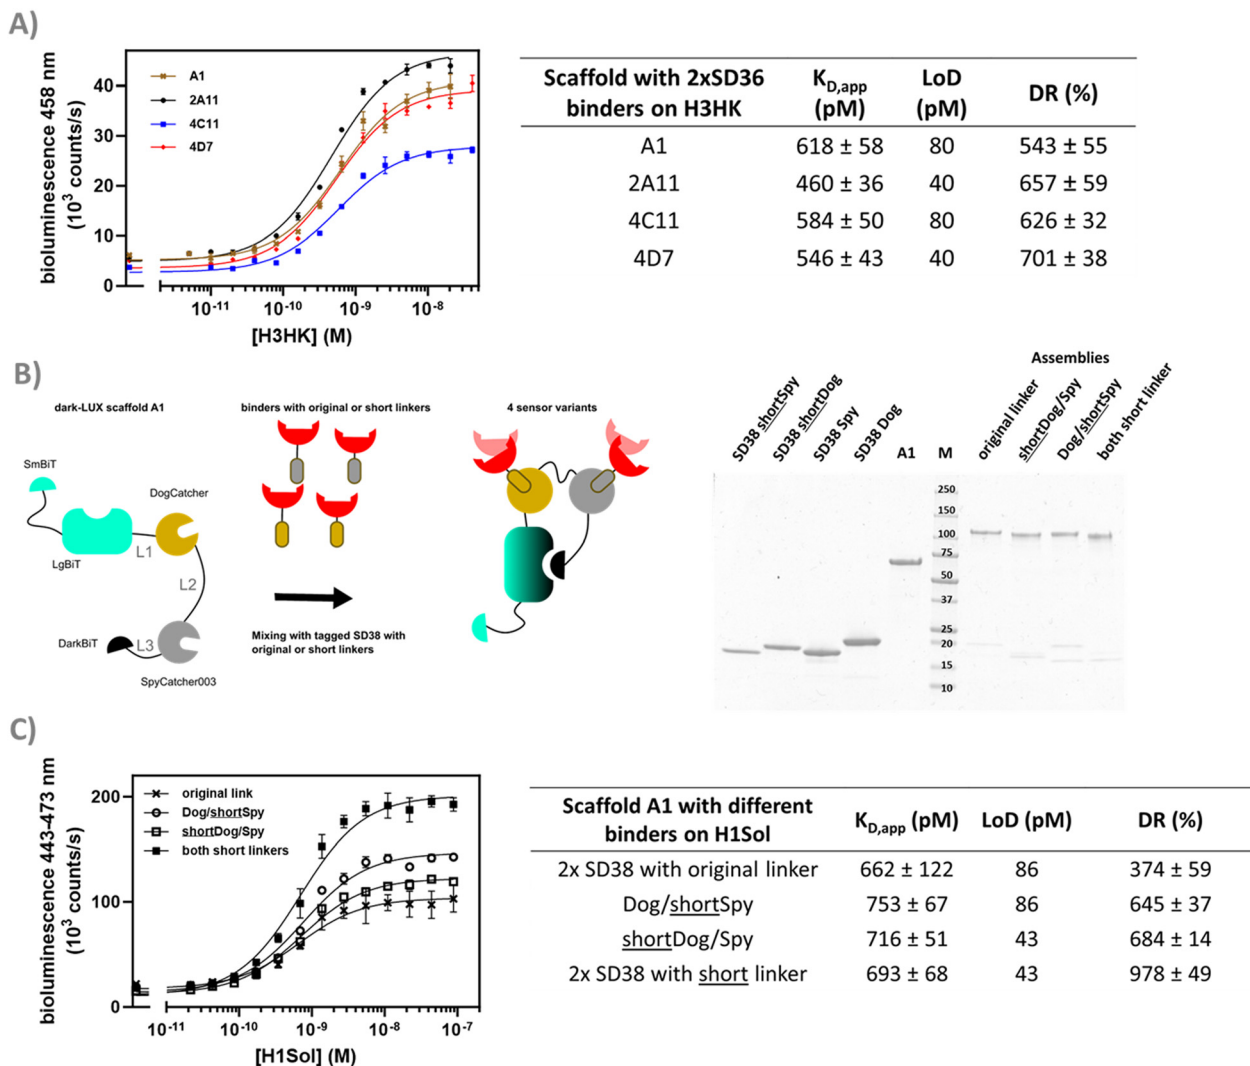 A)
bioluminescence 458 nm
(10³ counts/s)
40
30
20
10
0
A1
2A11
4C11
4D7
10⁻¹¹ 10⁻¹⁰ 10⁻⁹ 10⁻⁸
[H3HK] (M)
Scaffold with 2xSD36 binders on H3HK K_D,app (pM) LoD (pM) DR (%)
A1 618 ± 58 80 543 ± 55
2A11 460 ± 36 40 657 ± 59
4C11 584 ± 50 80 626 ± 32
4D7 546 ± 43 40 701 ± 38
B)
dark-LUX scaffold A1
SmBiT
DogCatcher
LgBiT
L1
L2
DarkBiT
L3
SpyCatcher003
binders with original or short linkers
Mixing with tagged SD38 with
original or short linkers
4 sensor variants
Assemblies
SD38 shortSpy
SD38 shortDog
SD38 Spy
SD38 Dog
A1
M
original linker
shortDog/Spy
Dog/shortSpy
both short linker
250
150
100
75
50
37
25
20
15
10
C)
bioluminescence 443-473 nm
(10³ counts/s)
200
100
0
original link
Dog/shortSpy
shortDog/Spy
both short linkers
10⁻¹¹ 10⁻¹⁰ 10⁻⁹ 10⁻⁸ 10⁻⁷
[H1Sol] (M)
Scaffold A1 with different binders on H1Sol K_D,app (pM) LoD (pM) DR (%)
2x SD38 with original linker 662 ± 122 86 374 ± 59
Dog/shortSpy 753 ± 67 86 645 ± 37
shortDog/Spy 716 ± 51 43 684 ± 14
2x SD38 with short linker 693 ± 68 43 978 ± 49